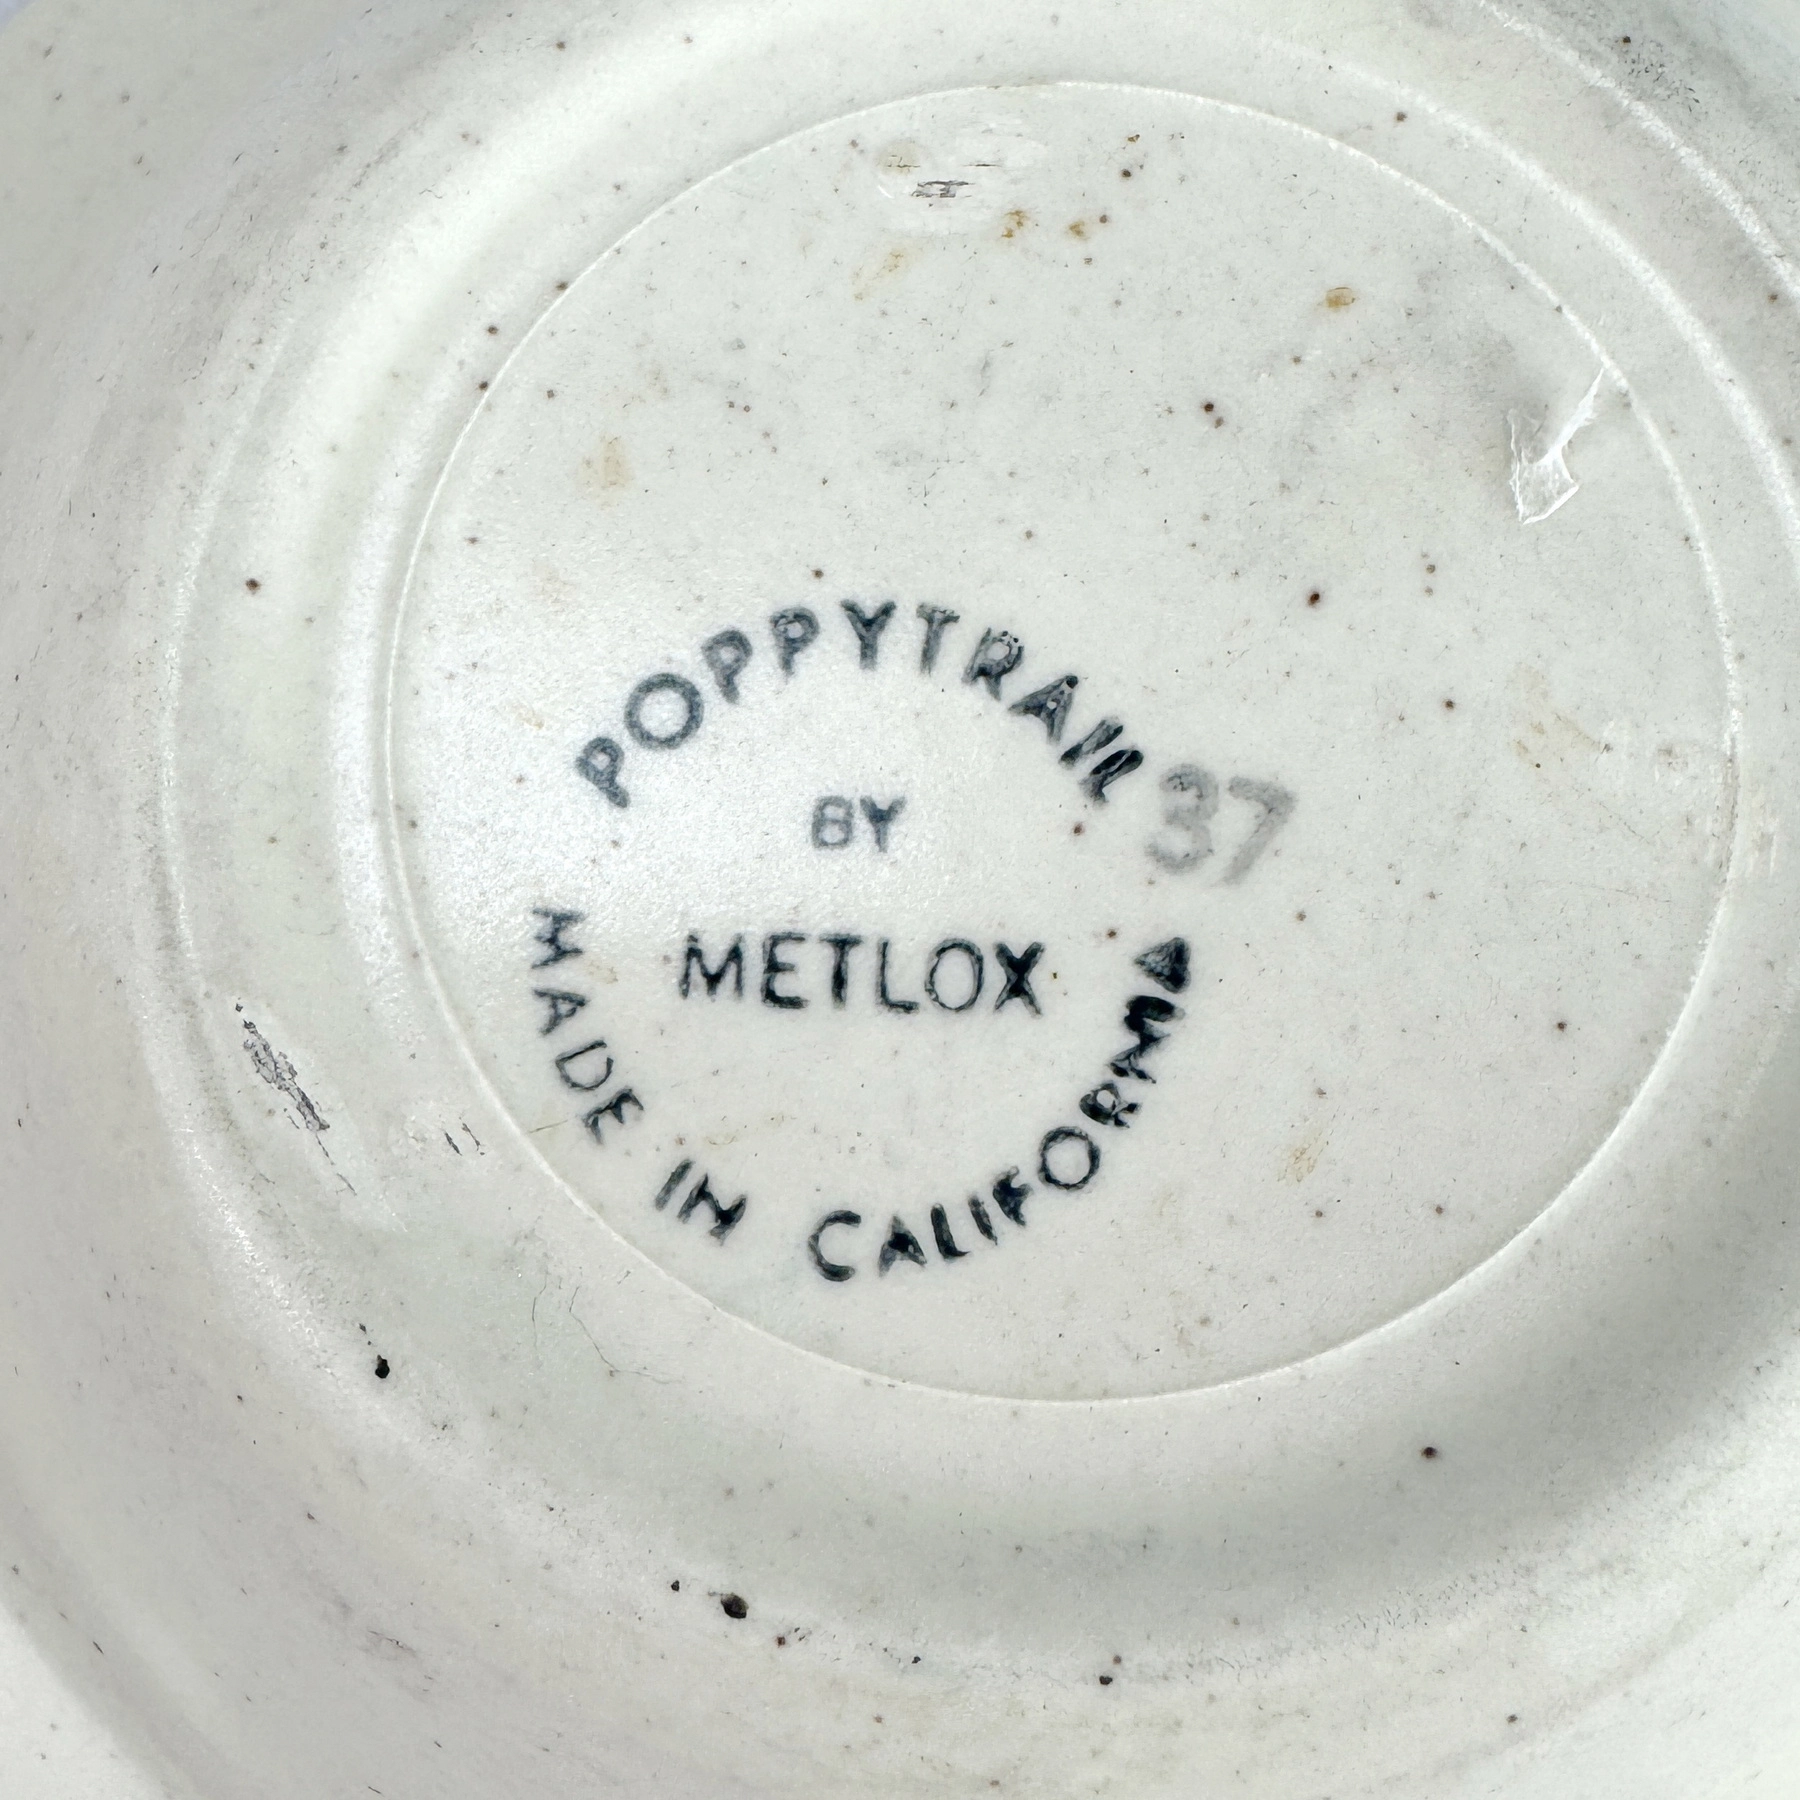 POPPYTRAIL
37
BY
METLOX
MADE IN CALIFORNIA